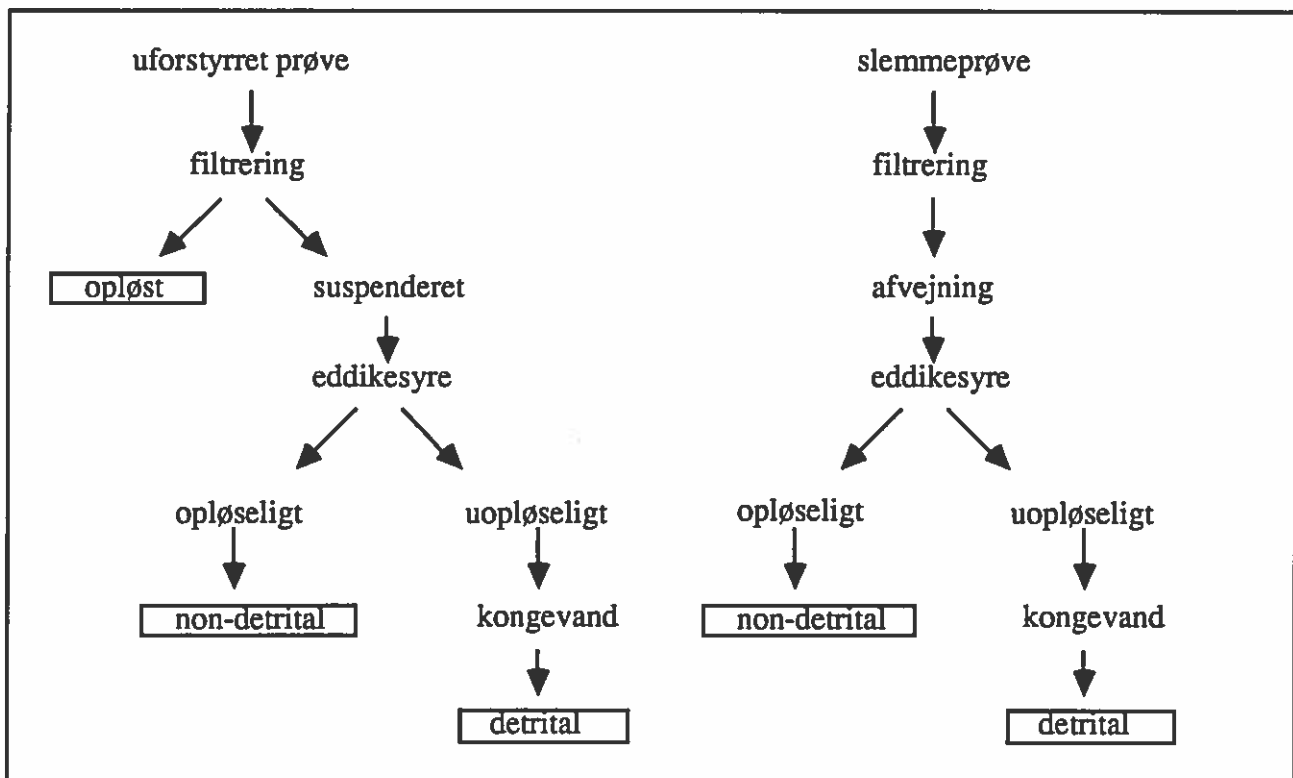 uforstyrret prøve
filtrering
opløst
suspenderet
eddikesyre
opløseligt
uopløseligt
non-detrital
kongevand
detrital
slemmeprøve
filtrering
afvejning
eddikesyre
opløseligt
uopløseligt
non-detrital
kongevand
detrital